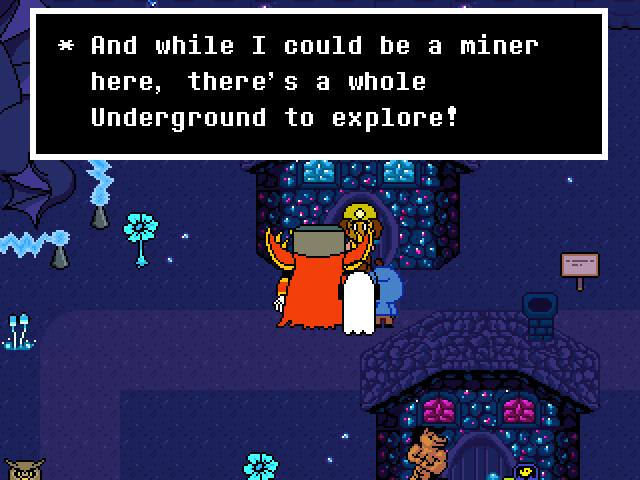 * And while I could be a miner
here, there's a whole
Underground to explore!